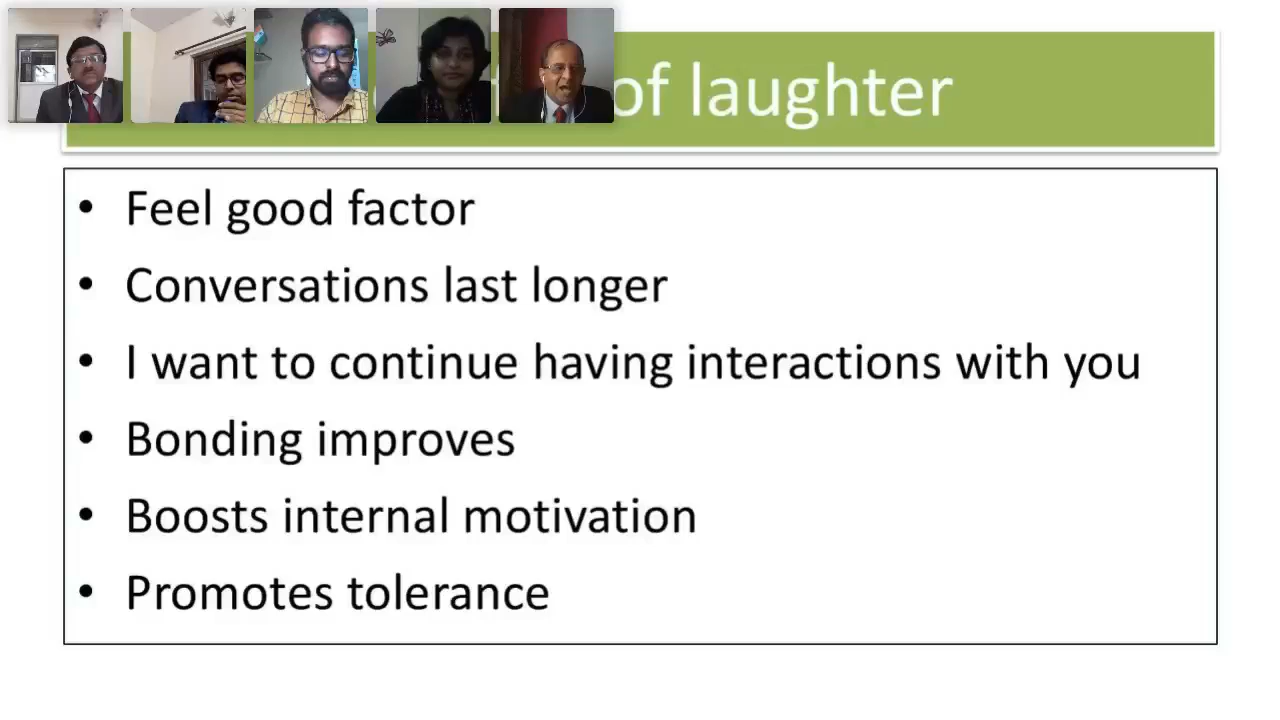 of laughter
• Feel good factor
• Conversations last longer
• I want to continue having interactions with you
• Bonding improves
• Boosts internal motivation
• Promotes tolerance